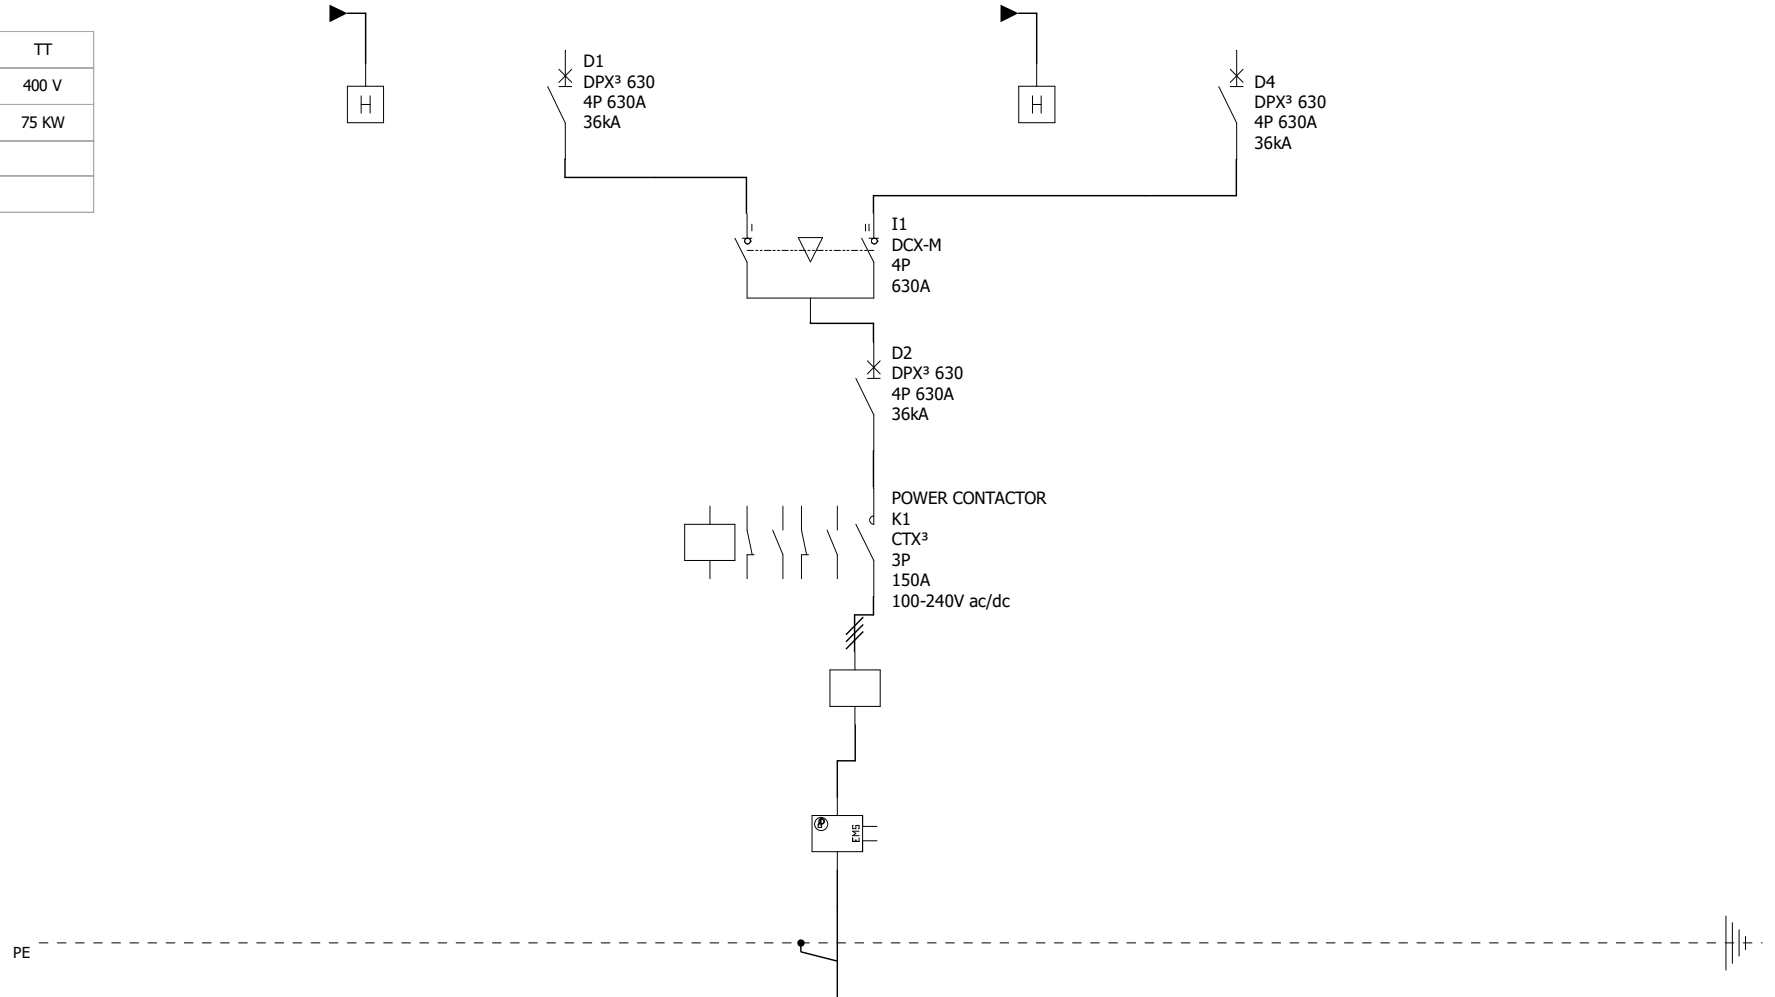 TT
400 V
75 KW
H
D1
DPX³ 630
4P 630A
36kA
H
D4
DPX³ 630
4P 630A
36kA
I
II
I1
DCX-M
4P
630A
D2
DPX³ 630
4P 630A
36kA
POWER CONTACTOR
K1
CTX³
3P
150A
100-240V ac/dc
EMS
PE